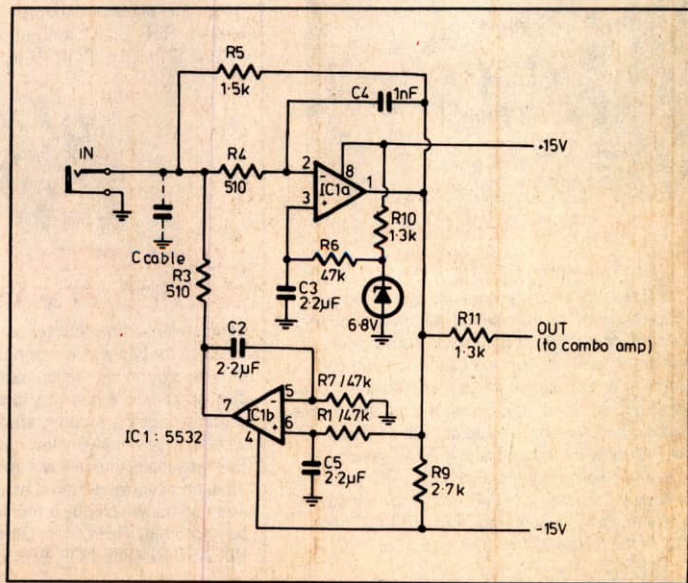 R5
1·5k
C4
1nF
+15V
IN
R4
510
2
8
IC1a
1
3
R10
1·3k
C cable
R6
47k
R3
510
C3
2·2µF
6·8V
R11
1·3k
OUT
(to combo amp)
C2
2·2µF
R7/47k
5
R1/47k
7
IC1b
6
4
IC1: 5532
C5
2·2µF
R9
2·7k
-15V